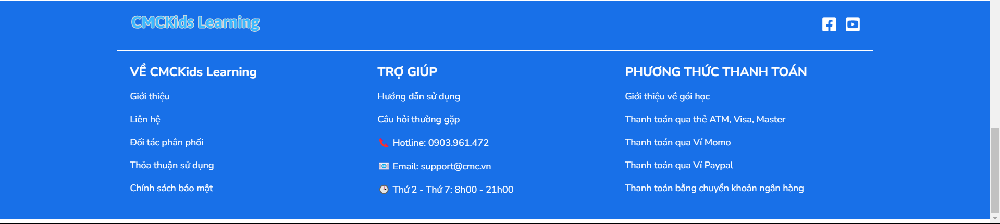 CMCKids Learning
VỀ CMCKids Learning
Giới thiệu
Liên hệ
Đối tác phân phối
Thỏa thuận sử dụng
Chính sách bảo mật
TRỢ GIÚP
Hướng dẫn sử dụng
Câu hỏi thường gặp
Hotline: 0903.961.472
Email: support@cmc.vn
Thứ 2 - Thứ 7: 8h00 - 21h00
PHƯƠNG THỨC THANH TOÁN
Giới thiệu về gói học
Thanh toán qua thẻ ATM, Visa, Master
Thanh toán qua Ví Momo
Thanh toán qua Ví Paypal
Thanh toán bằng chuyển khoản ngân hàng